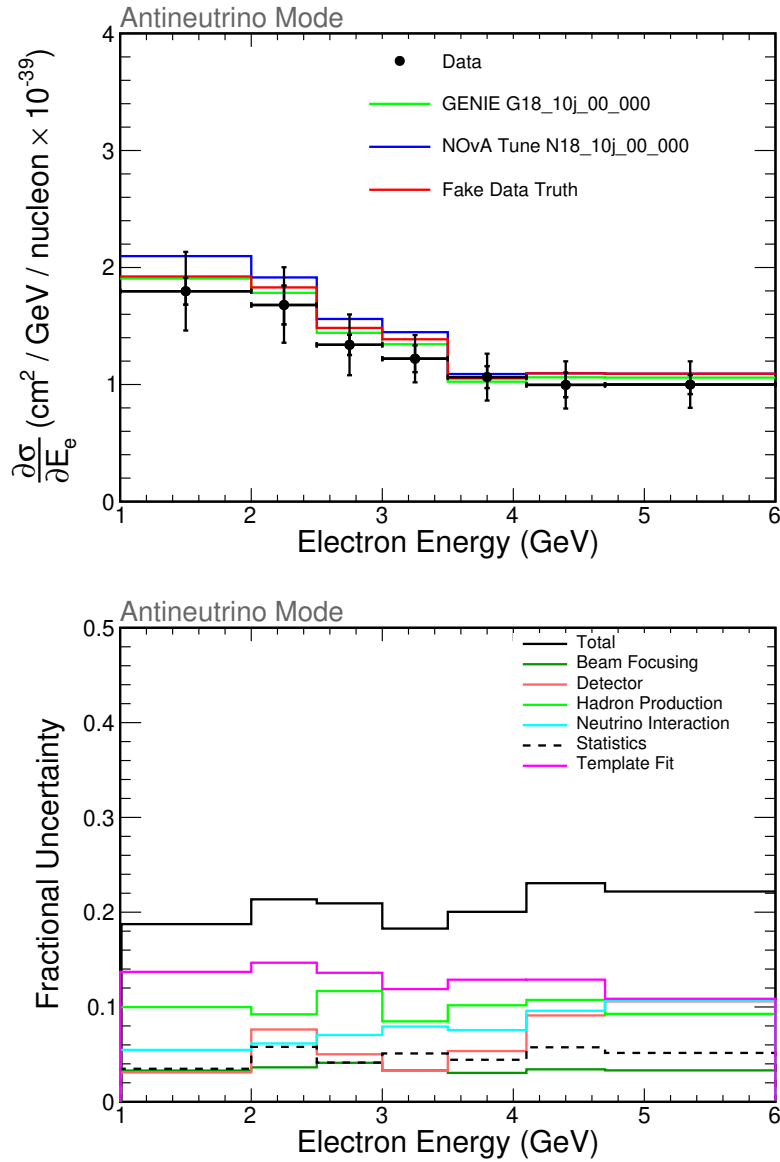 Antineutrino Mode
4
Data
GENIE G18_10j_00_000
3
NOvA Tune N18_10j_00_000
Fake Data Truth
2
1
0
∂σ/∂E_e (cm² / GeV / nucleon × 10⁻³⁹)
1 2 3 4 5 6
Electron Energy (GeV)
Antineutrino Mode
0.5
Total
Beam Focusing
Detector
Hadron Production
Neutrino Interaction
Statistics
Template Fit
0.4
0.3
0.2
0.1
0
Fractional Uncertainty
1 2 3 4 5 6
Electron Energy (GeV)